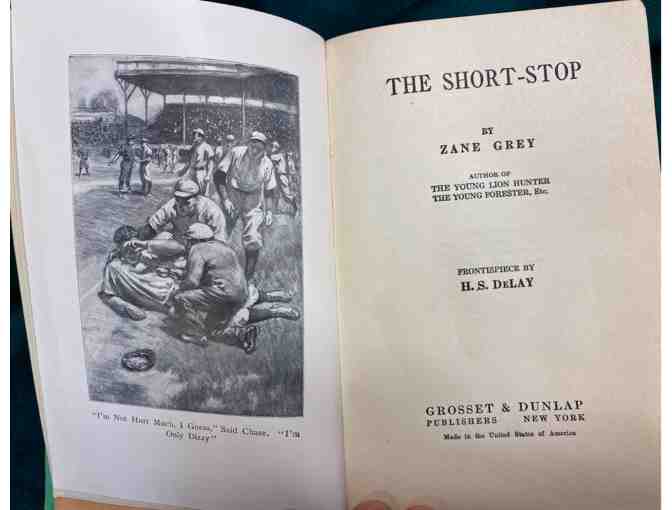 "I'm Not Hurt Much, I Guess," Said Chase. "I'm
Only Dizzy"
THE SHORT-STOP
BY
ZANE GREY
AUTHOR OF
THE YOUNG LION HUNTER
THE YOUNG FORESTER, Etc.
FRONTISPIECE BY
H. S. DeLAY
GROSSET & DUNLAP
PUBLISHERS NEW YORK
Made in the United States of America